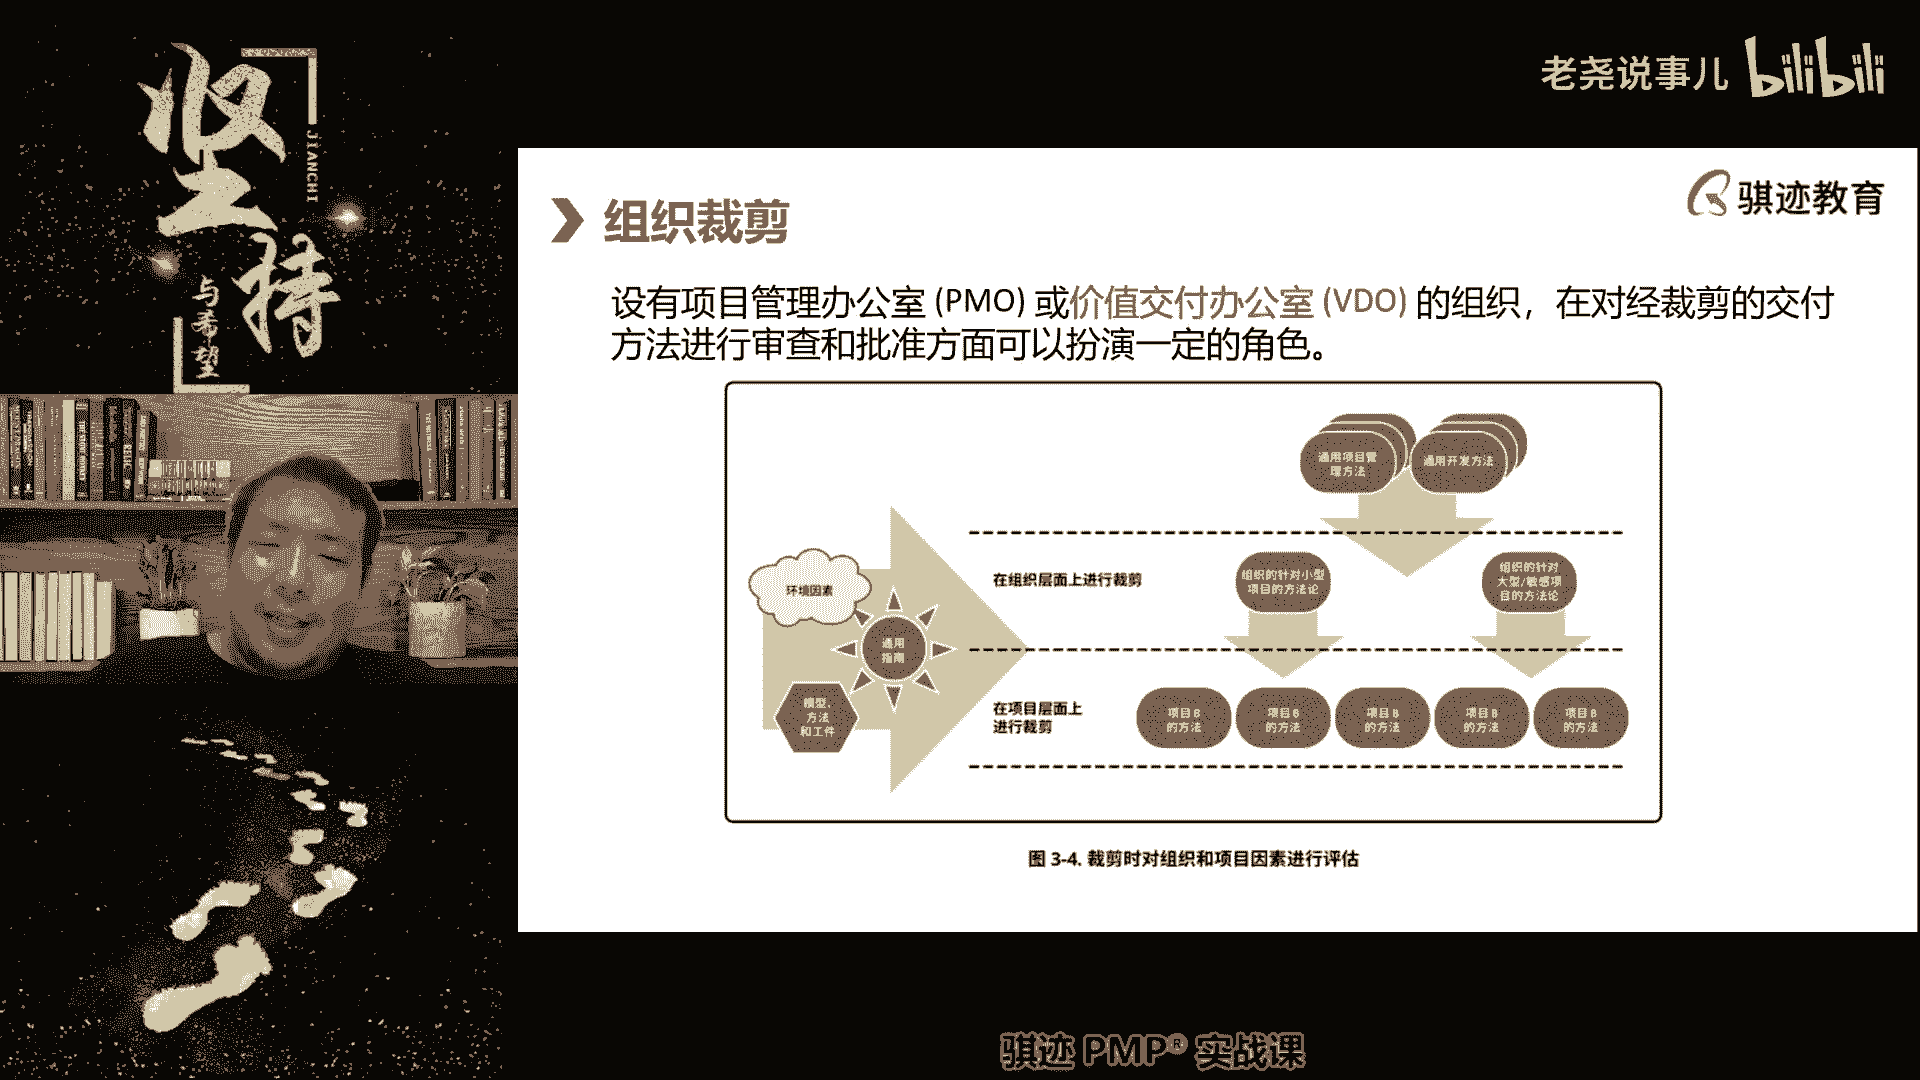 坚持
JIANCHI
与希望
老尧说事儿 bilibili
骐迹教育
组织裁剪
设有项目管理办公室 (PMO) 或价值交付办公室 (VDO) 的组织，在对经裁剪的交付
方法进行审查和批准方面可以扮演一定的角色。
通用项目管
理方法
通用开发方法
环境因素
通用
指南
模型、
方法
和工件
在组织层面上进行裁剪
组织的针对小型
项目的方法论
组织的针对
大型/敏感项
目的方法论
在项目层面上
进行裁剪
项目B
的方法
项目B
的方法
项目B
的方法
项目B
的方法
项目B
的方法
图 3-4. 裁剪时对组织和项目因素进行评估
骐迹 PMP® 实战课